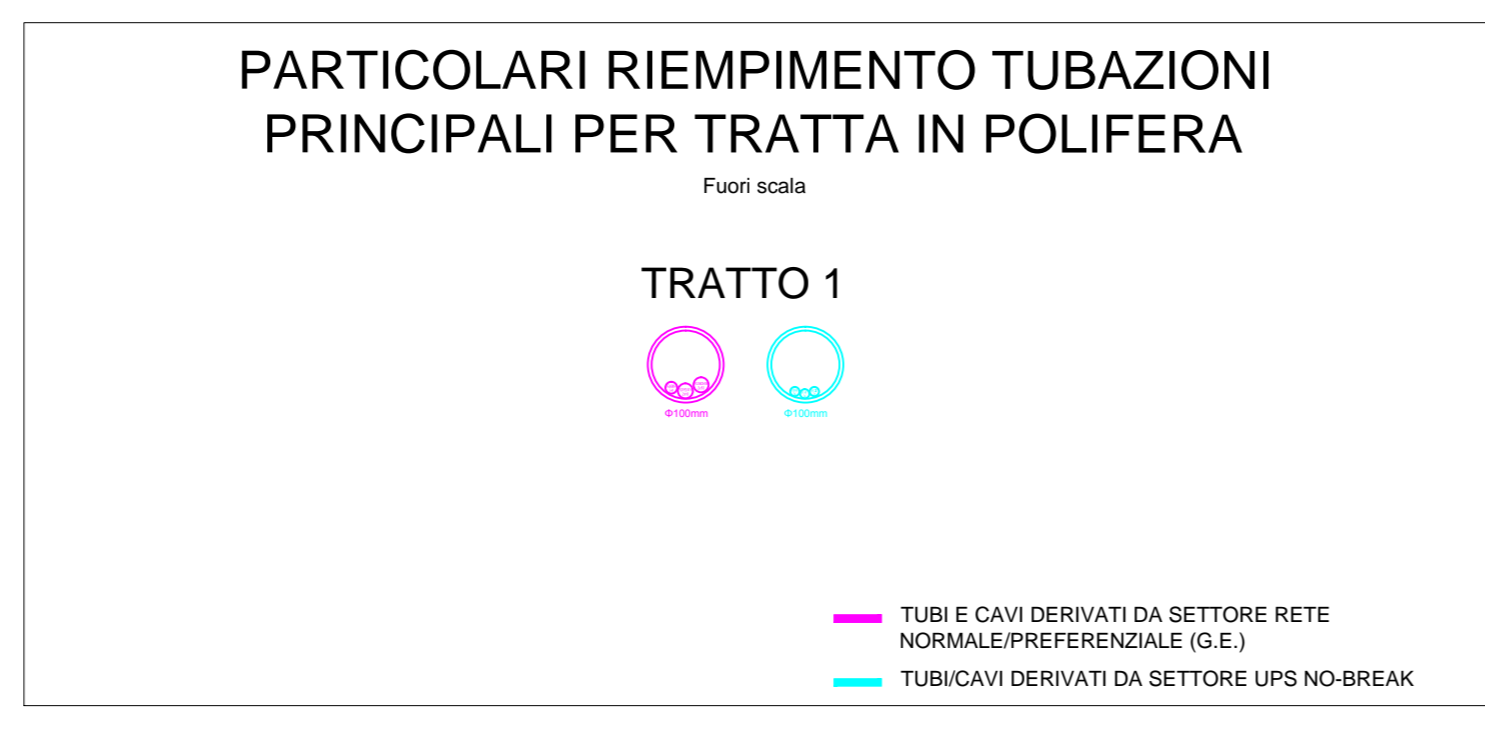 PARTICOLARI RIEMPIMENTO TUBAZIONI
PRINCIPALI PER TRATTA IN POLIFERA
Fuori scala
TRATTO 1
Φ100mm
Φ100mm
TUBI E CAVI DERIVATI DA SETTORE RETE
NORMALE/PREFERENZIALE (G.E.)
TUBI/CAVI DERIVATI DA SETTORE UPS NO-BREAK